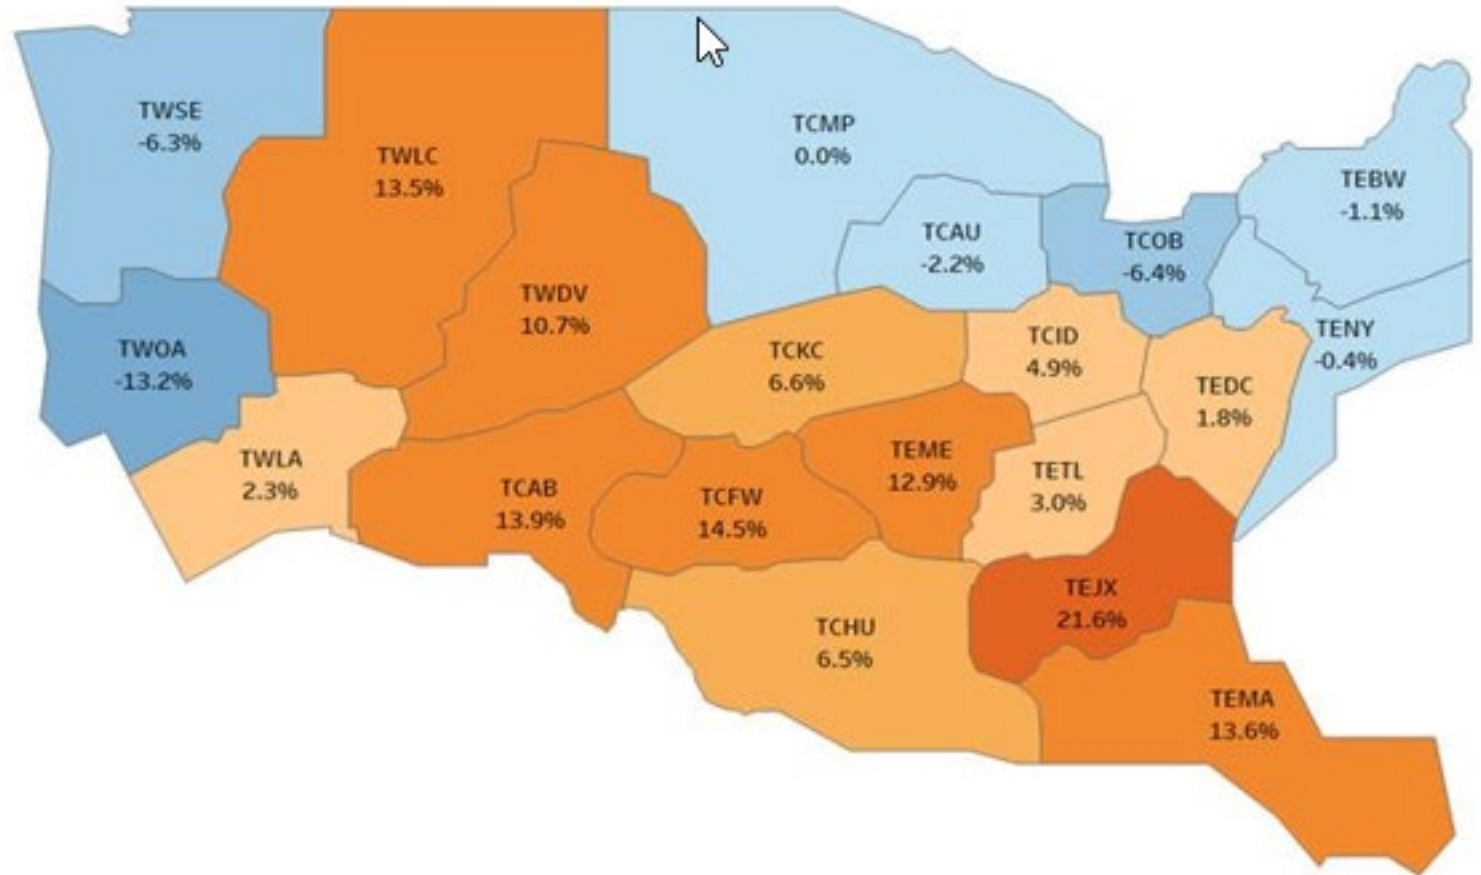 TWSE
-6.3%
TWLC
13.5%
TCMP
0.0%
TEBW
-1.1%
TCAU
-2.2%
TCOB
-6.4%
TWDV
10.7%
TENY
-0.4%
TWOA
-13.2%
TCKC
6.6%
TCID
4.9%
TEDC
1.8%
TWLA
2.3%
TCAB
13.9%
TCFW
14.5%
TEME
12.9%
TETL
3.0%
TEJX
21.6%
TCHU
6.5%
TEMA
13.6%